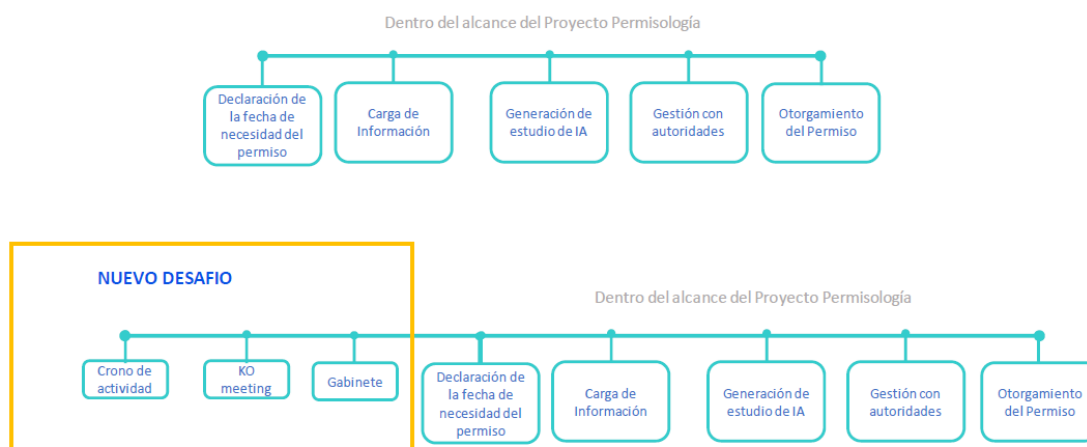 Dentro del alcance del Proyecto Permisología
Declaración de
la fecha de
necesidad del
permiso
Carga de
Información
Generación de
estudio de IA
Gestión con
autoridades
Otorgamiento
del Permiso
NUEVO DESAFIO
Dentro del alcance del Proyecto Permisología
Crono de
actividad
KO
meeting
Gabinete
Declaración de
la fecha de
necesidad del
permiso
Carga de
Información
Generación de
estudio de IA
Gestión con
autoridades
Otorgamiento
del Permiso